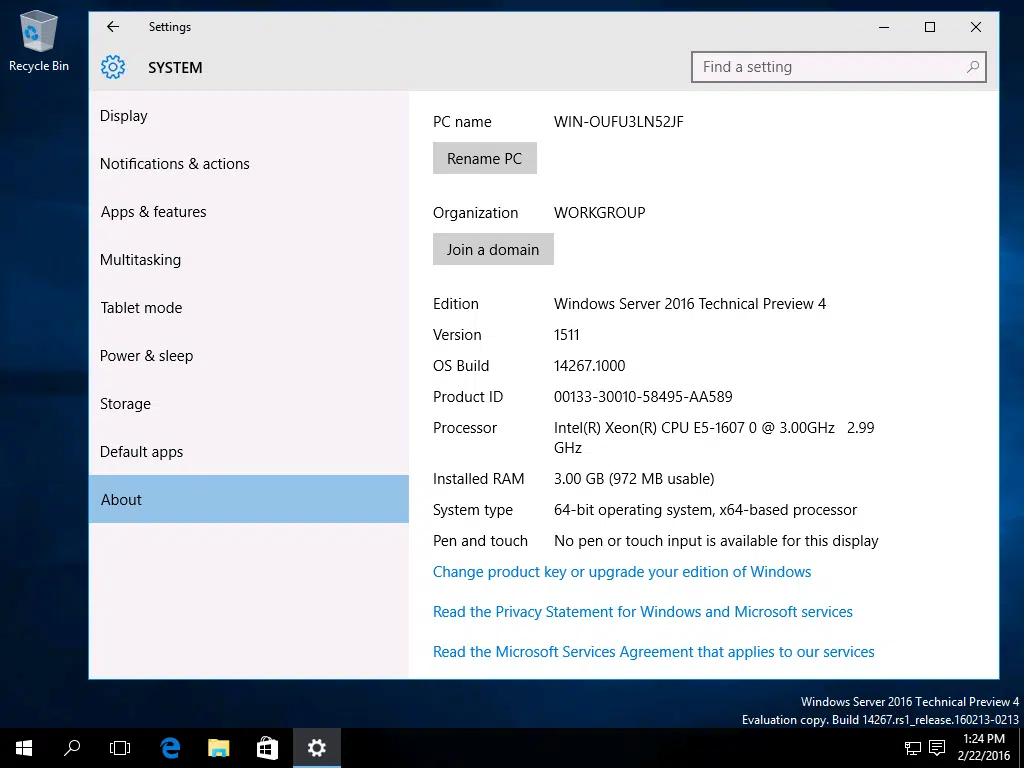 Recycle Bin
Settings
SYSTEM
Find a setting
Display
Notifications & actions
Apps & features
Multitasking
Tablet mode
Power & sleep
Storage
Default apps
About
PC name WIN-OUFU3LN52JF
Rename PC
Organization WORKGROUP
Join a domain
Edition Windows Server 2016 Technical Preview 4
Version 1511
OS Build 14267.1000
Product ID 00133-30010-58495-AA589
Processor Intel(R) Xeon(R) CPU E5-1607 0 @ 3.00GHz 2.99
GHz
Installed RAM 3.00 GB (972 MB usable)
System type 64-bit operating system, x64-based processor
Pen and touch No pen or touch input is available for this display
Change product key or upgrade your edition of Windows
Read the Privacy Statement for Windows and Microsoft services
Read the Microsoft Services Agreement that applies to our services
Windows Server 2016 Technical Preview 4
Evaluation copy. Build 14267.rs1_release.160213-0213
1:24 PM
2/22/2016